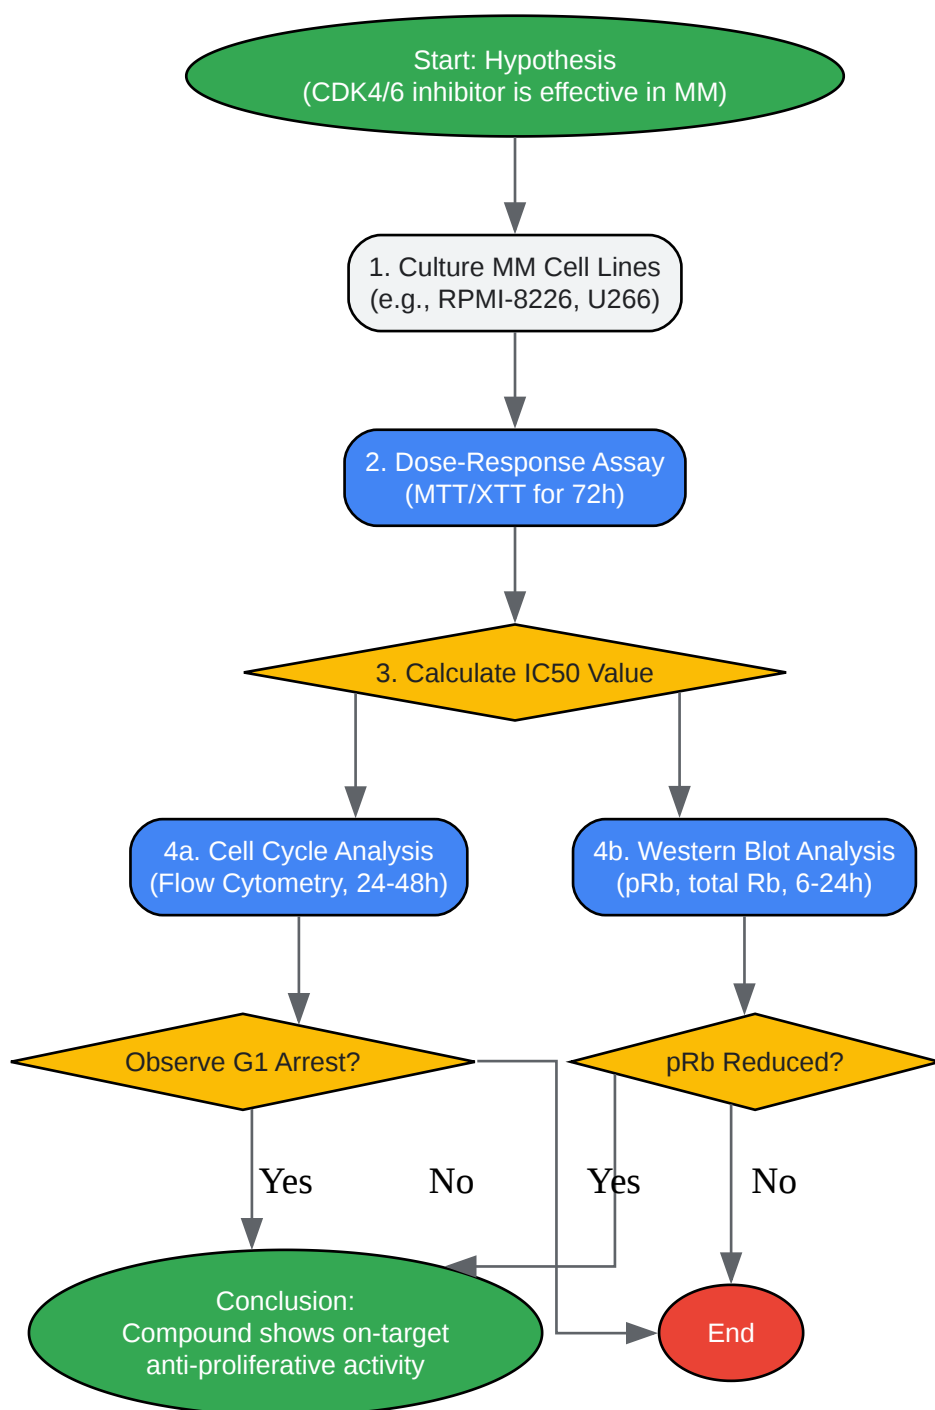 Start: Hypothesis
(CDK4/6 inhibitor is effective in MM)
1. Culture MM Cell Lines
(e.g., RPMI-8226, U266)
2. Dose-Response Assay
(MTT/XTT for 72h)
3. Calculate IC50 Value
4a. Cell Cycle Analysis
(Flow Cytometry, 24-48h)
4b. Western Blot Analysis
(pRb, total Rb, 6-24h)
Observe G1 Arrest?
pRb Reduced?
Yes
No
Yes
No
Conclusion:
Compound shows on-target
anti-proliferative activity
End